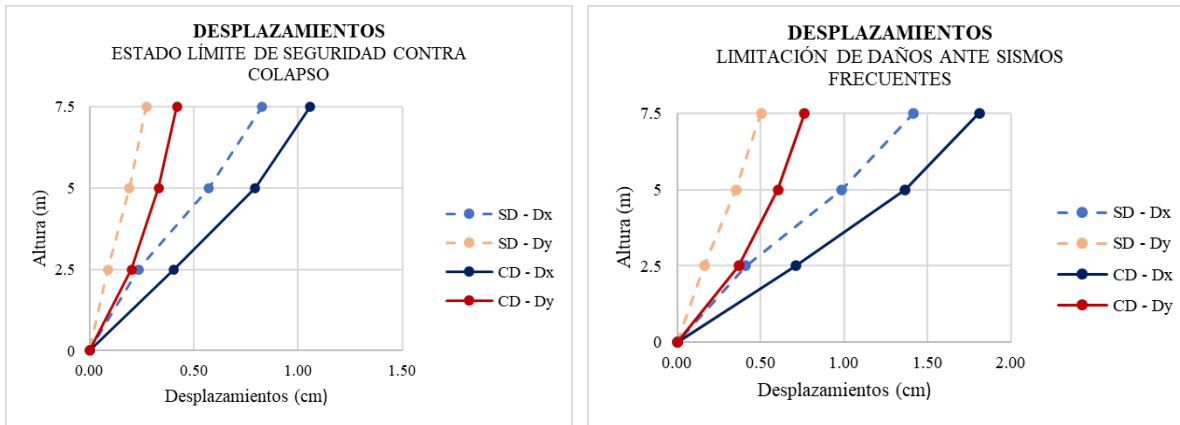 DESPLAZAMIENTOS
ESTADO LÍMITE DE SEGURIDAD CONTRA
COLAPSO
7.5
5
2.5
0
Altura (m)
0.00
0.50
1.00
1.50
Desplazamientos (cm)
SD - Dx
SD - Dy
CD - Dx
CD - Dy
DESPLAZAMIENTOS
LIMITACIÓN DE DAÑOS ANTE SISMOS
FRECUENTES
7.5
5
2.5
0
Altura (m)
0.00
0.50
1.00
1.50
2.00
Desplazamientos (cm)
SD - Dx
SD - Dy
CD - Dx
CD - Dy